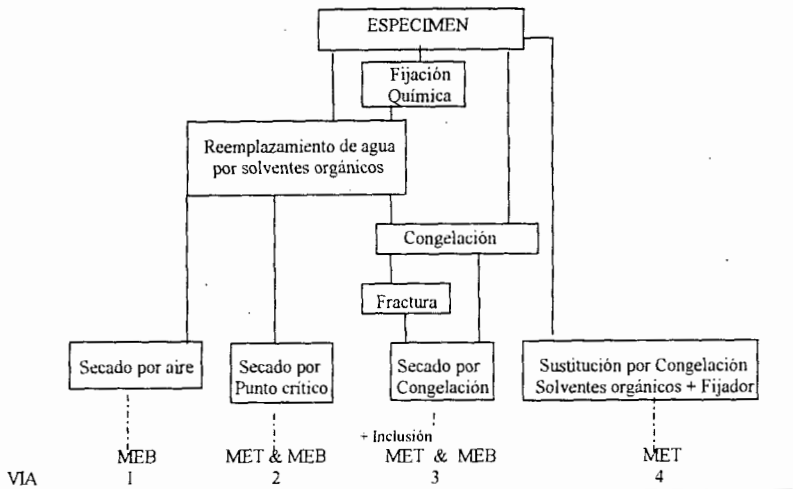 ESPECIMEN
Fijación
Química
Reemplazamiento de agua
por solventes orgánicos
Congelación
Fractura
Secado por aire
Secado por
Punto crítico
Secado por
Congelación
Sustitución por Congelación
Solventes orgánicos + Fijador
+ Inclusión
MEB
MET & MEB
MET & MEB
MET
VIA 1 2 3 4